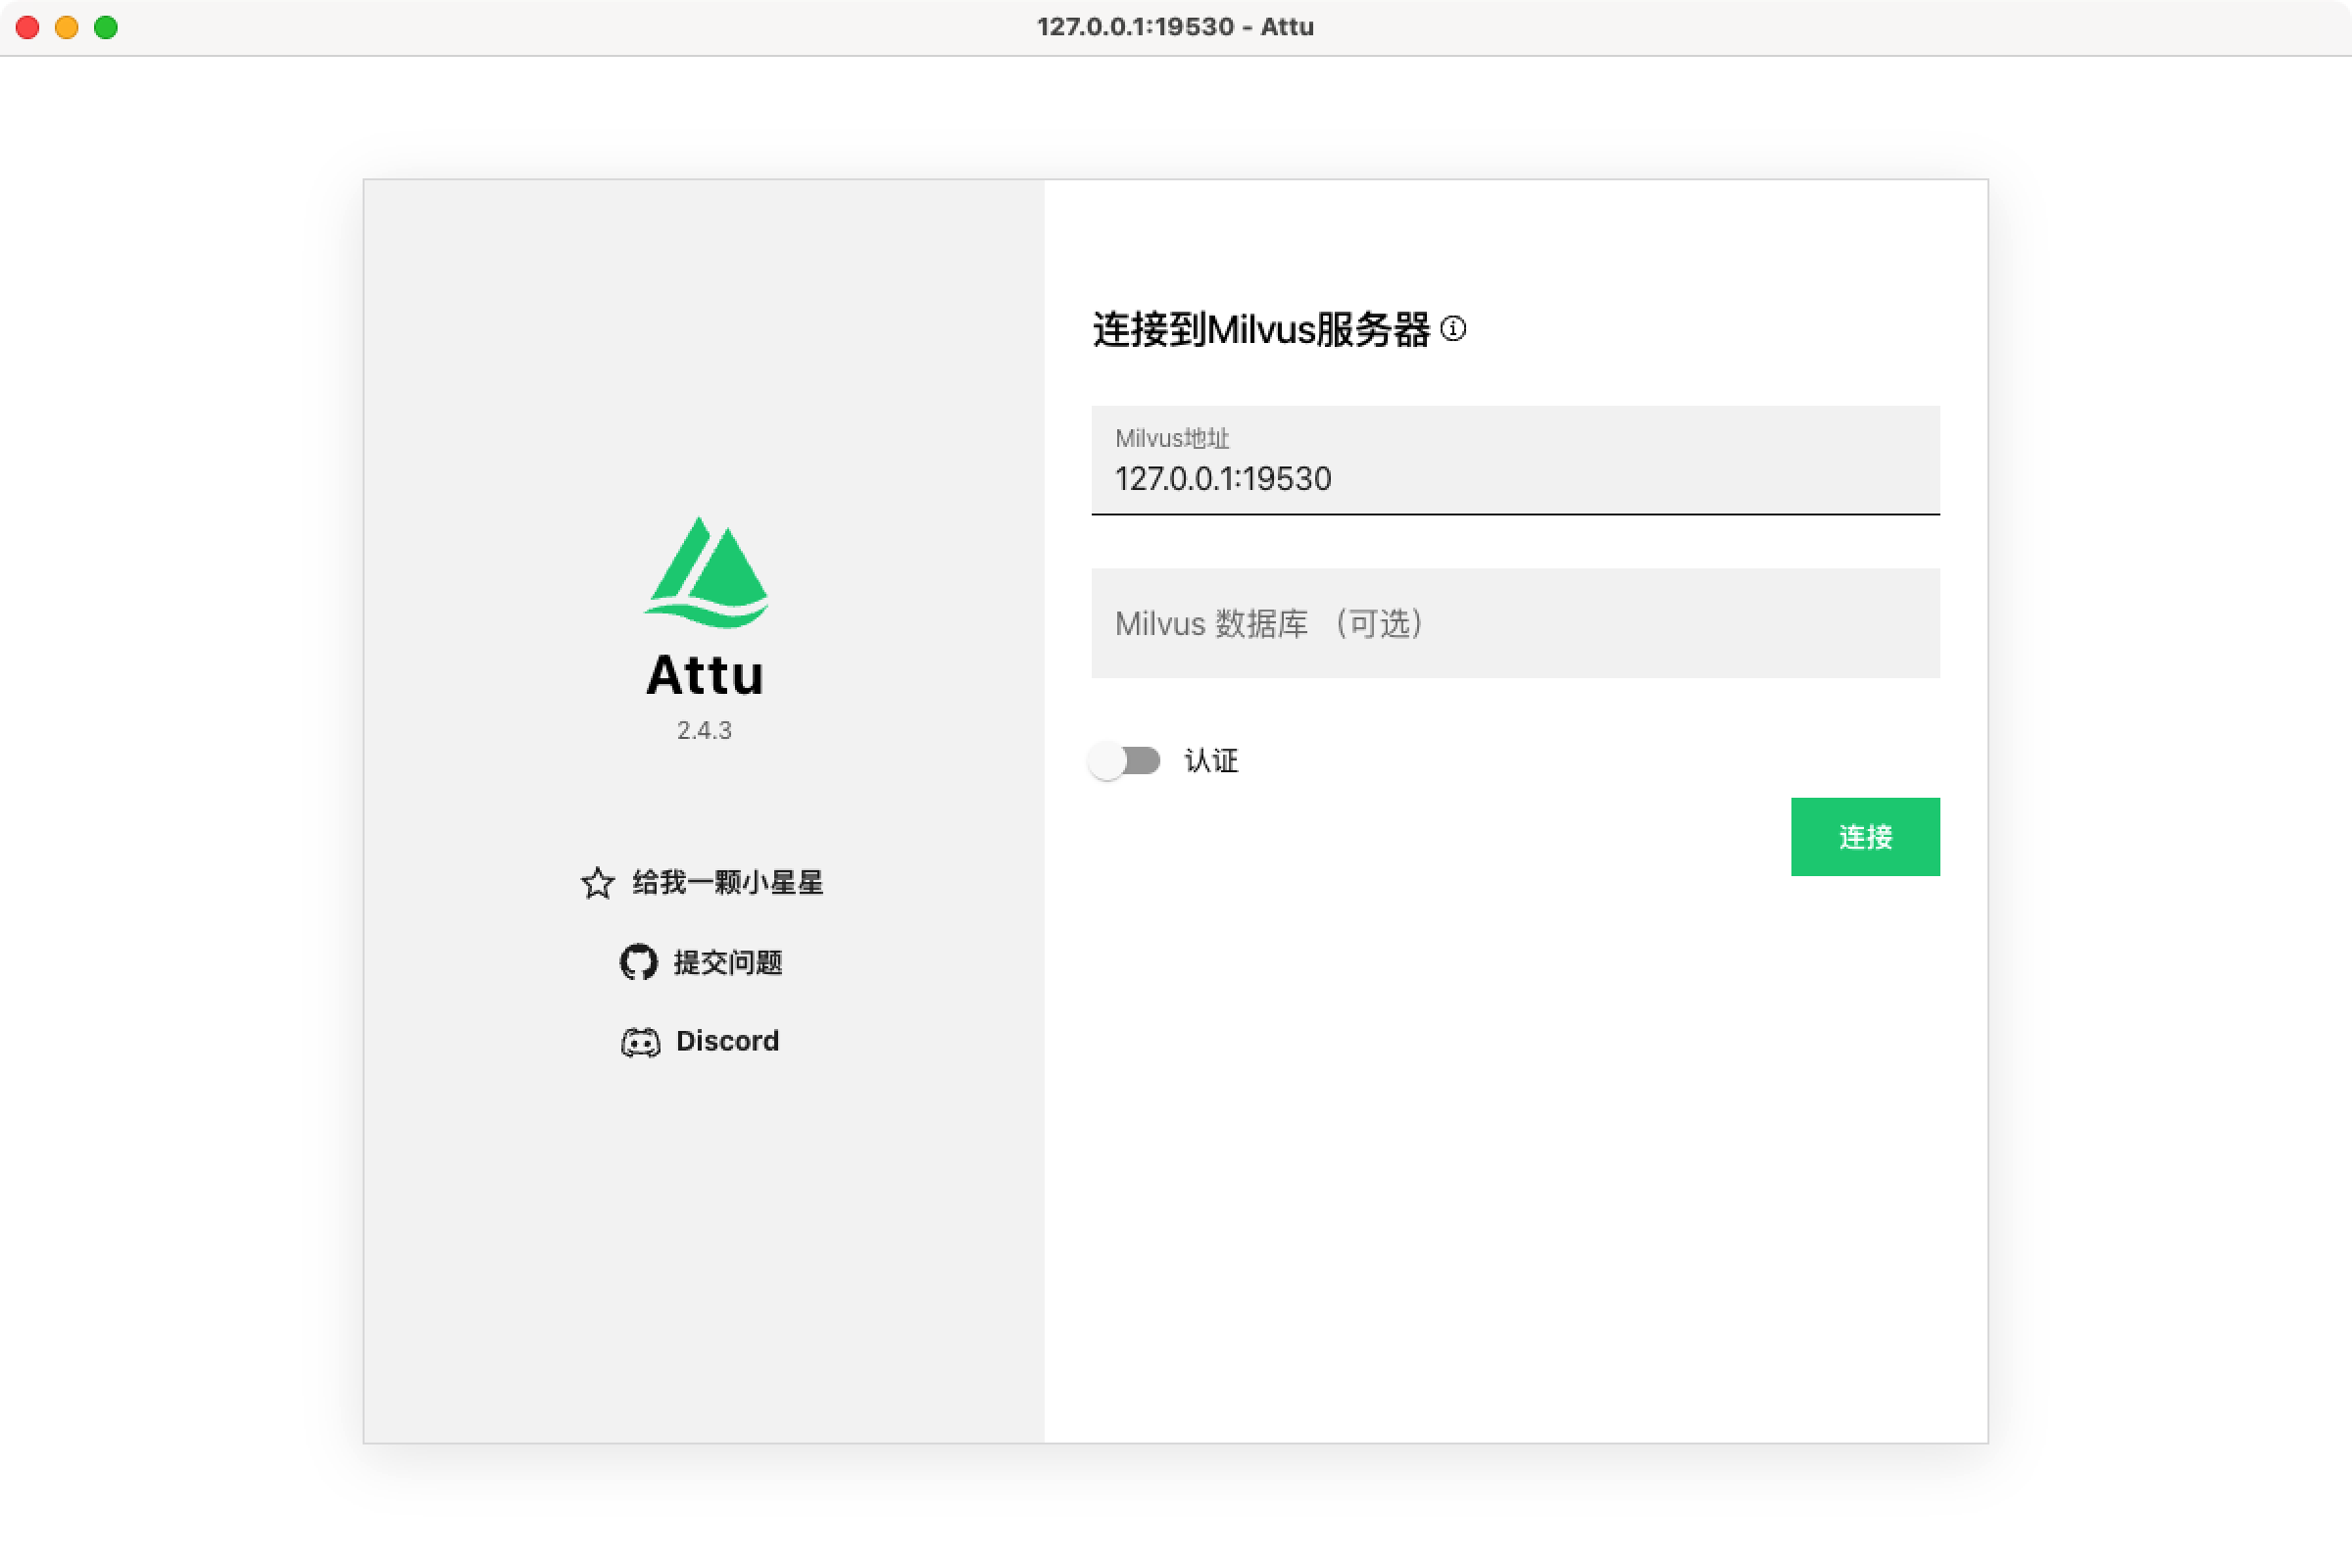 127.0.0.1:19530 - Attu
Attu
2.4.3
给我一颗小星星
提交问题
Discord
连接到Milvus服务器
Milvus地址
127.0.0.1:19530
Milvus 数据库 （可选）
认证
连接